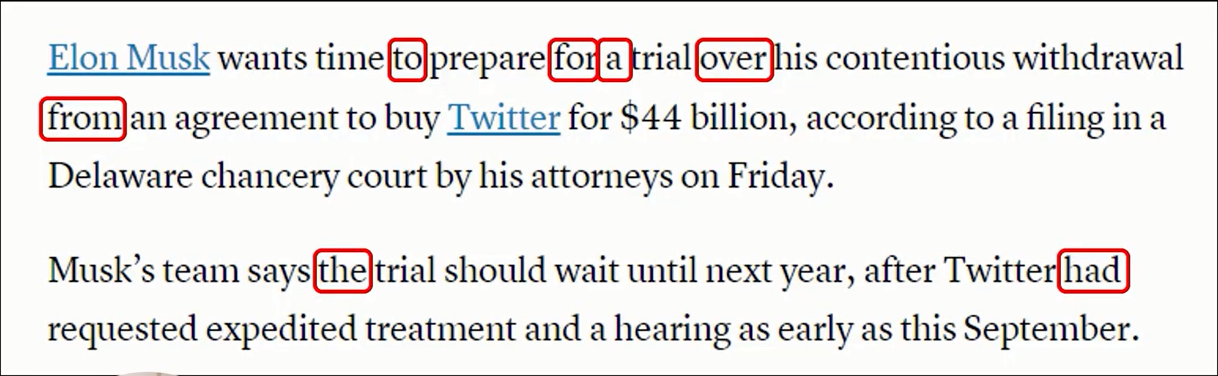 Elon Musk wants time to prepare for a trial over his contentious withdrawal
from an agreement to buy Twitter for $44 billion, according to a filing in a
Delaware chancery court by his attorneys on Friday.
Musk’s team says the trial should wait until next year, after Twitter had
requested expedited treatment and a hearing as early as this September.